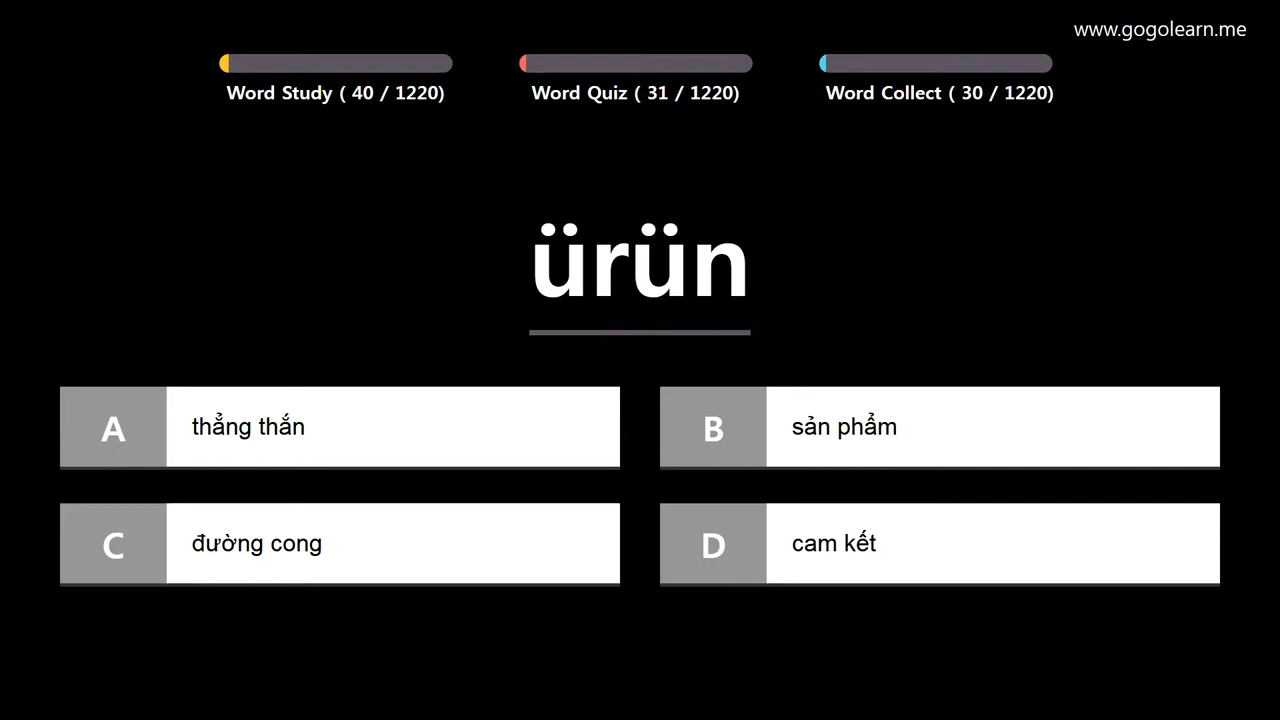 www.gogolearn.me
Word Study ( 40 / 1220)
Word Quiz ( 31 / 1220)
Word Collect ( 30 / 1220)
ürün
A
thẳng thắn
B
sản phẩm
C
đường cong
D
cam kết